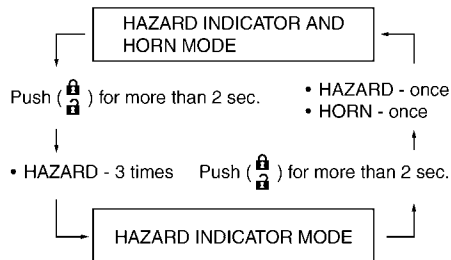 HAZARD INDICATOR AND
HORN MODE
Push ( ) for more than 2 sec.
• HAZARD - once
• HORN - once
• HAZARD - 3 times
Push ( ) for more than 2 sec.
HAZARD INDICATOR MODE